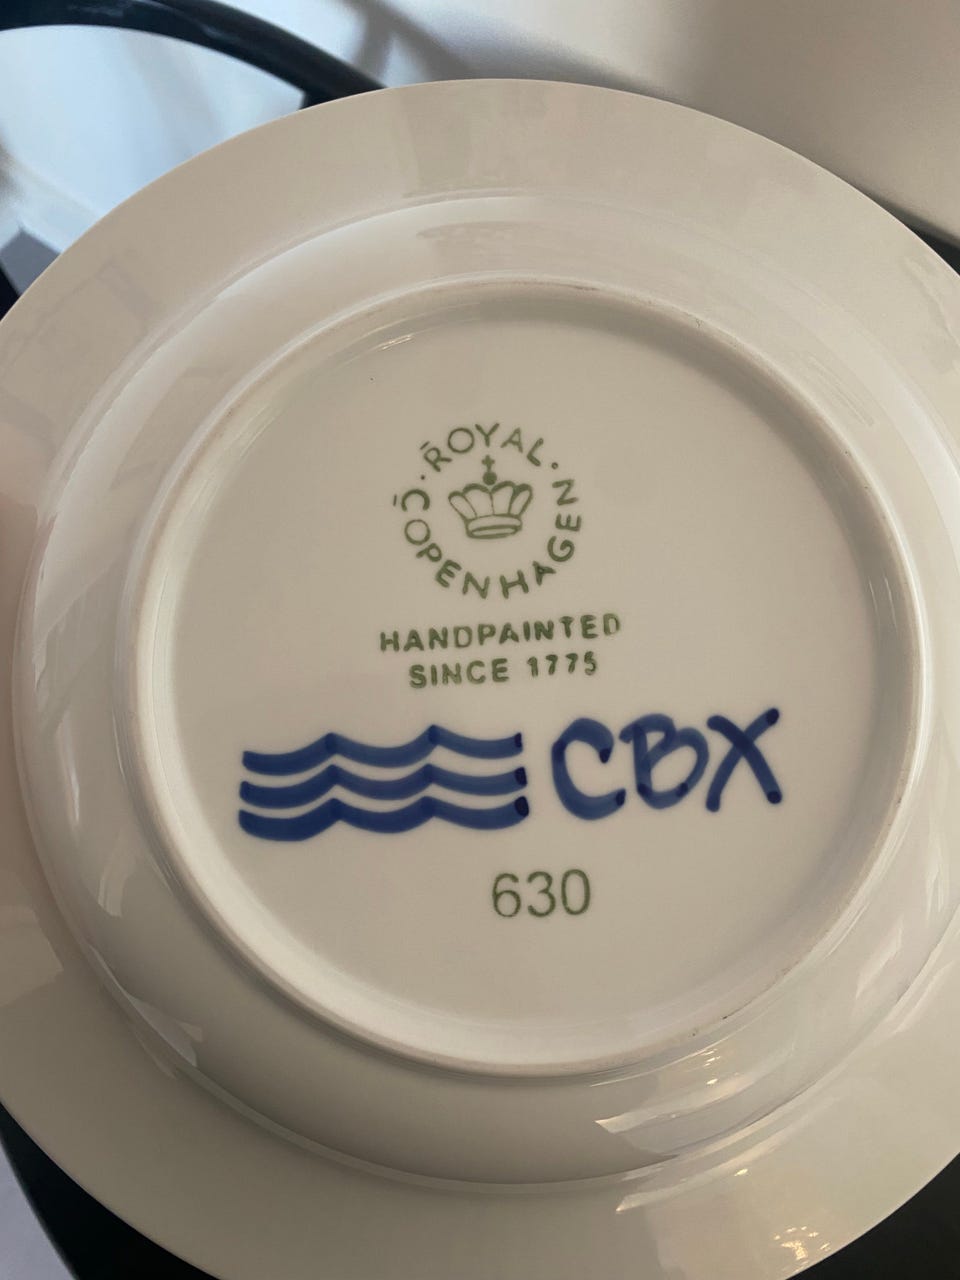 ROYAL · COPENHAGEN ·
HANDPAINTED
SINCE 1775
CBX
630